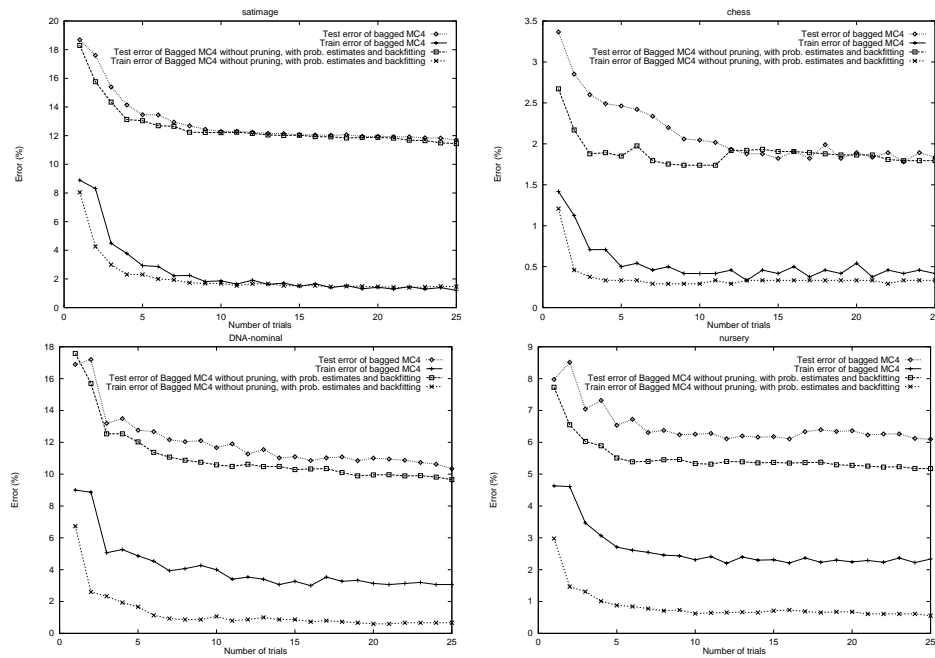 satimage
20
18
16
14
12
10
8
6
4
2
0
Error (%)
Test error of bagged MC4
Train error of bagged MC4
Test error of Bagged MC4 without pruning, with prob. estimates and backfitting
Train error of Bagged MC4 without pruning, with prob. estimates and backfitting
0 5 10 15 20 25
Number of trials
chess
3.5
3
2.5
2
1.5
1
0.5
0
Error (%)
Test error of bagged MC4
Train error of bagged MC4
Test error of Bagged MC4 without pruning, with prob. estimates and backfitting
Train error of Bagged MC4 without pruning, with prob. estimates and backfitting
0 5 10 15 20 25
Number of trials
DNA-nominal
18
16
14
12
10
8
6
4
2
0
Error (%)
Test error of bagged MC4
Train error of bagged MC4
Test error of Bagged MC4 without pruning, with prob. estimates and backfitting
Train error of Bagged MC4 without pruning, with prob. estimates and backfitting
0 5 10 15 20 25
Number of trials
nursery
9
8
7
6
5
4
3
2
1
0
Error (%)
Test error of bagged MC4
Train error of bagged MC4
Test error of Bagged MC4 without pruning, with prob. estimates and backfitting
Train error of Bagged MC4 without pruning, with prob. estimates and backfitting
0 5 10 15 20 25
Number of trials